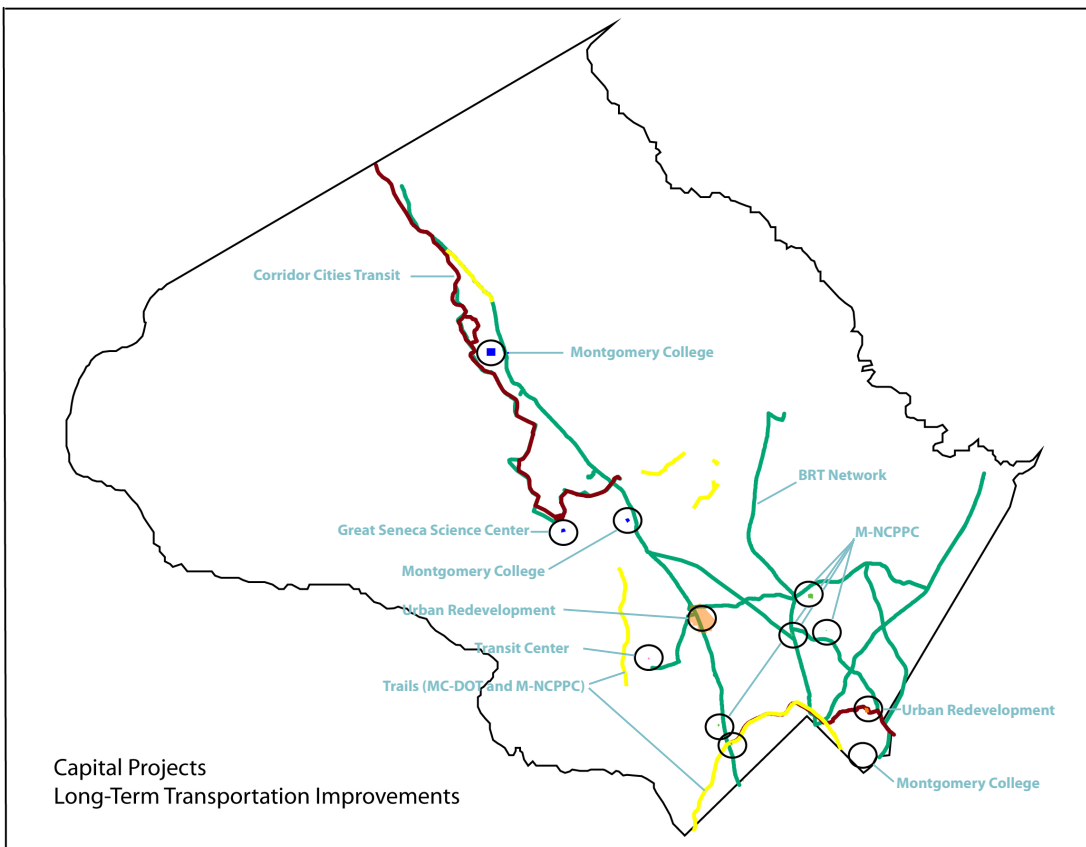 Corridor Cities Transit
Montgomery College
BRT Network
Great Seneca Science Center
M-NCPPC
Montgomery College
Urban Redevelopment
Transit Center
Trails (MC-DOT and M-NCPPC)
Urban Redevelopment
Montgomery College
Capital Projects
Long-Term Transportation Improvements